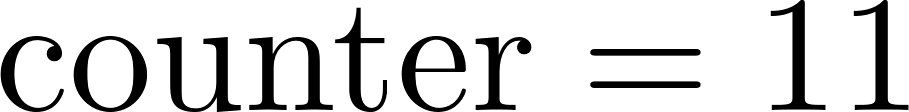 counter = 11